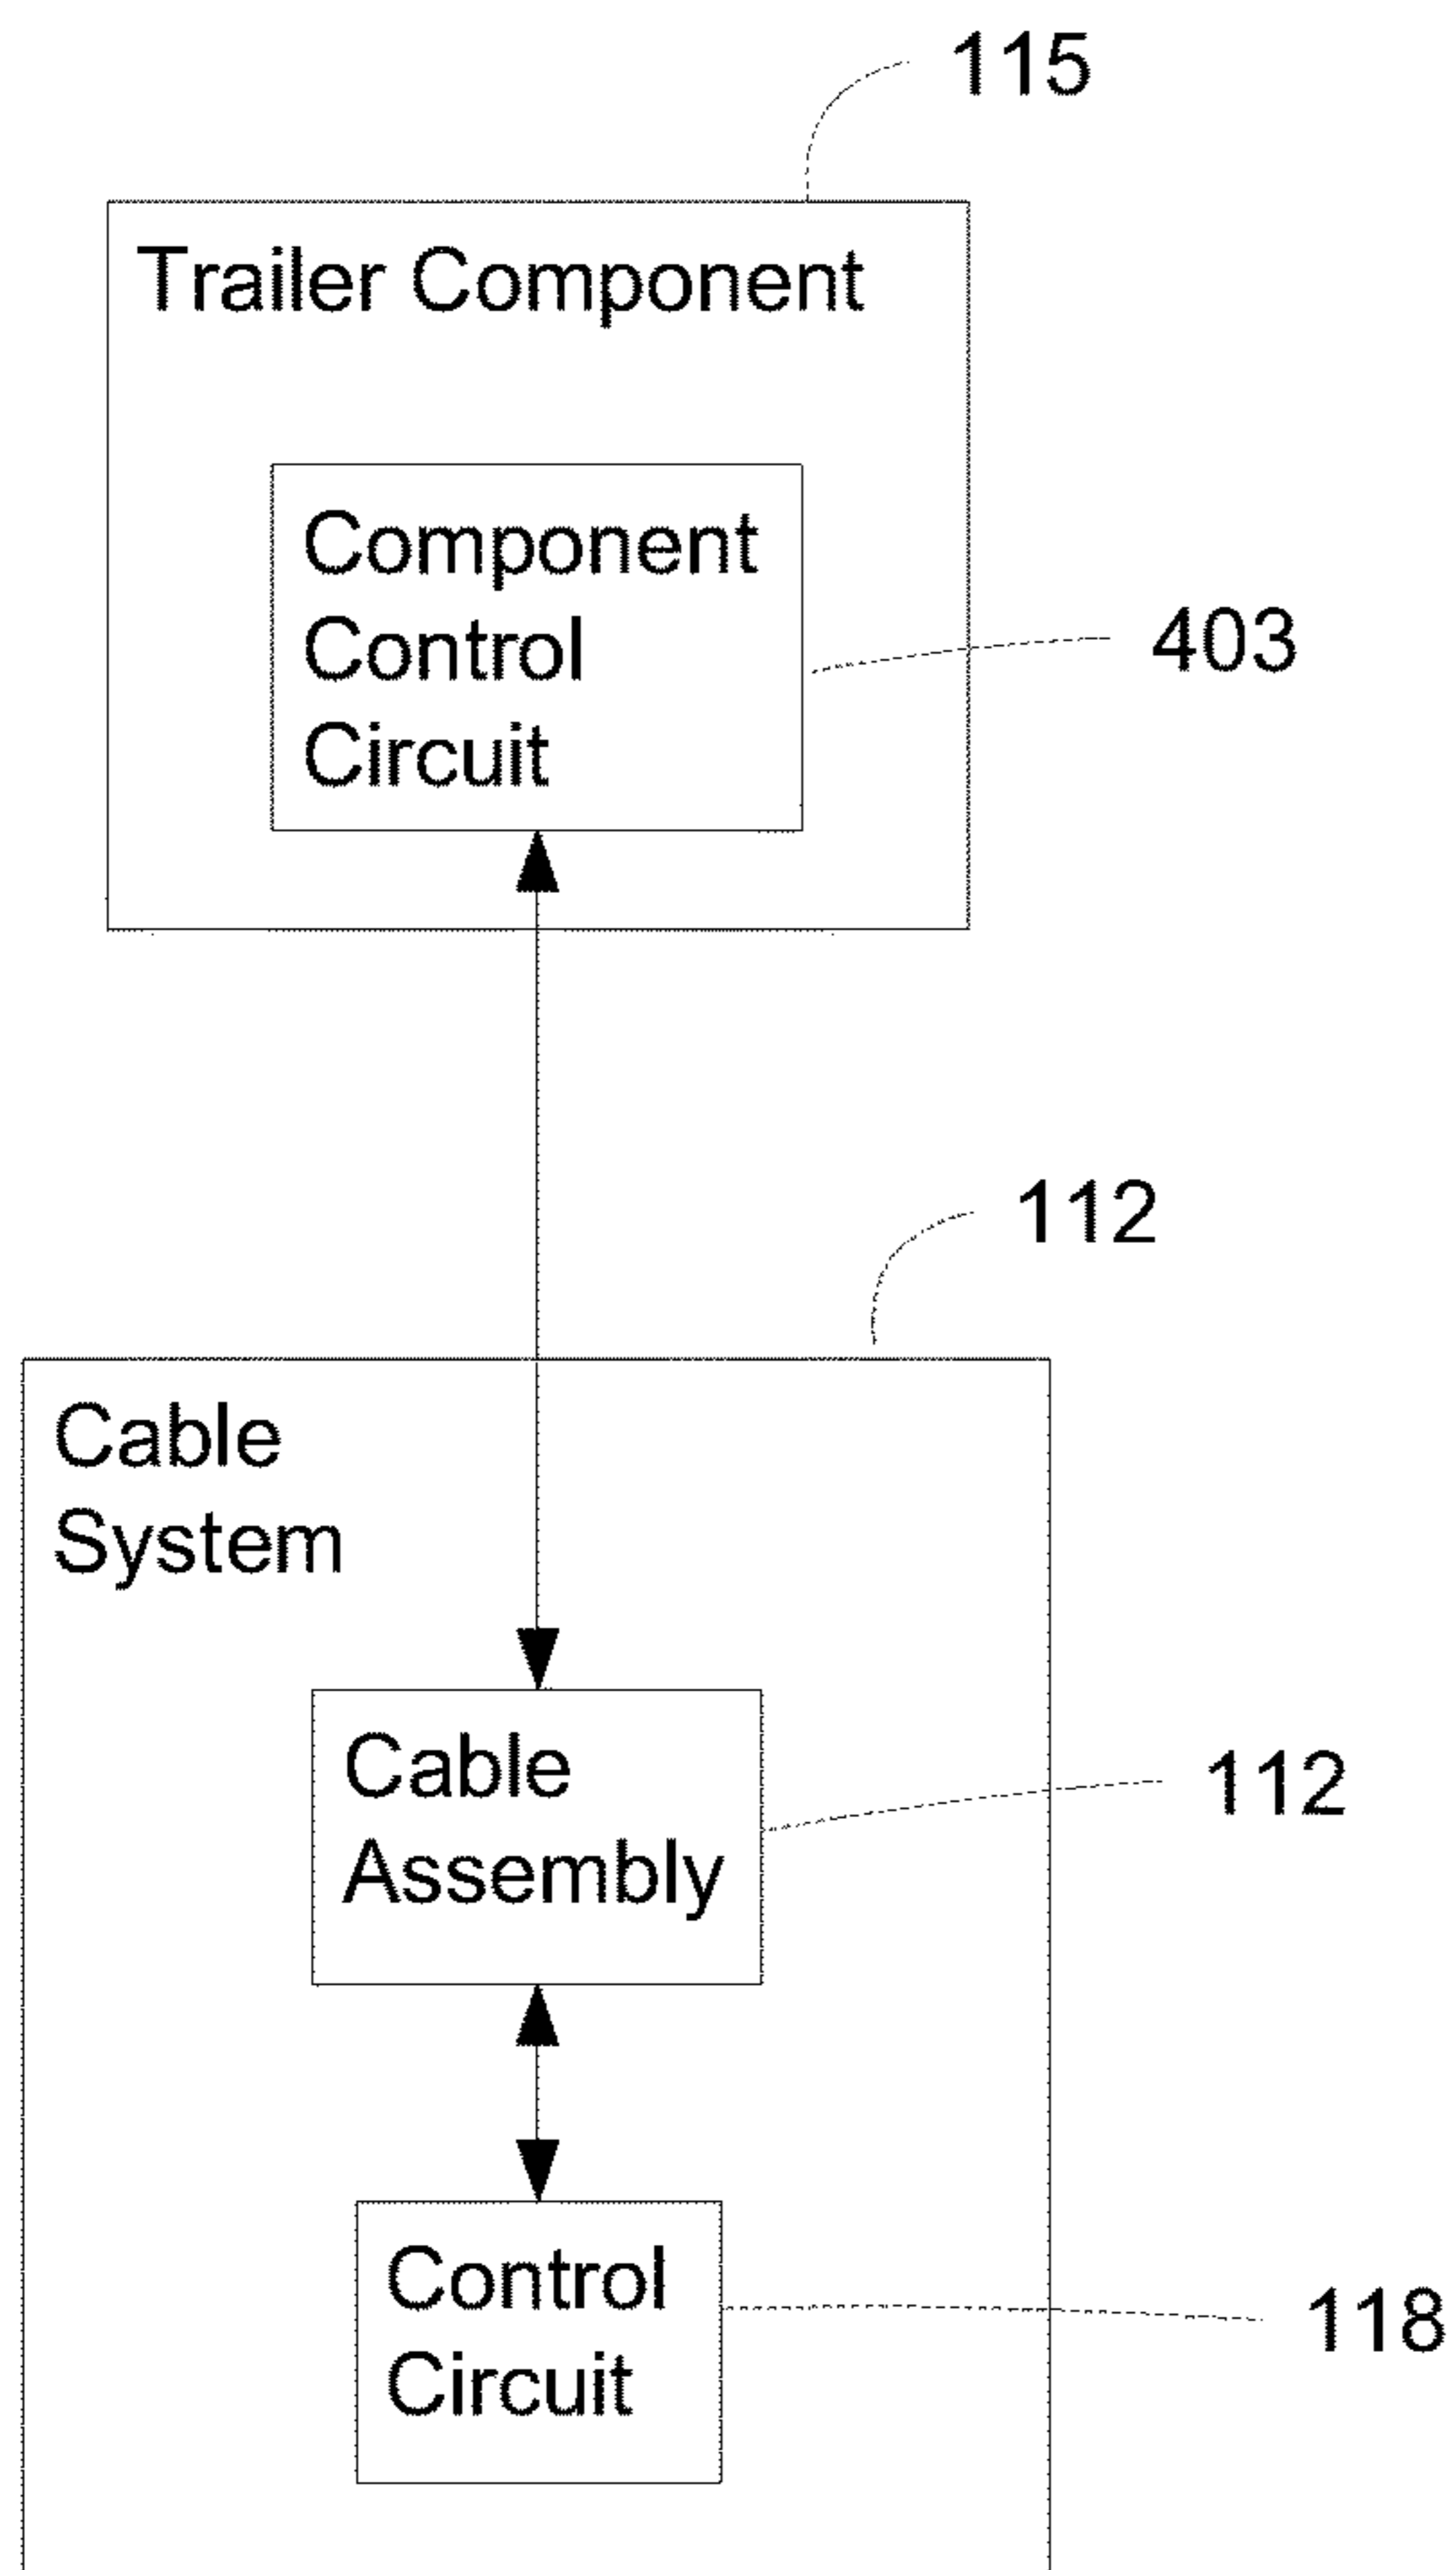 115
Trailer Component
Component
Control
Circuit
403
112
Cable
System
Cable
Assembly
112
Control
Circuit
118